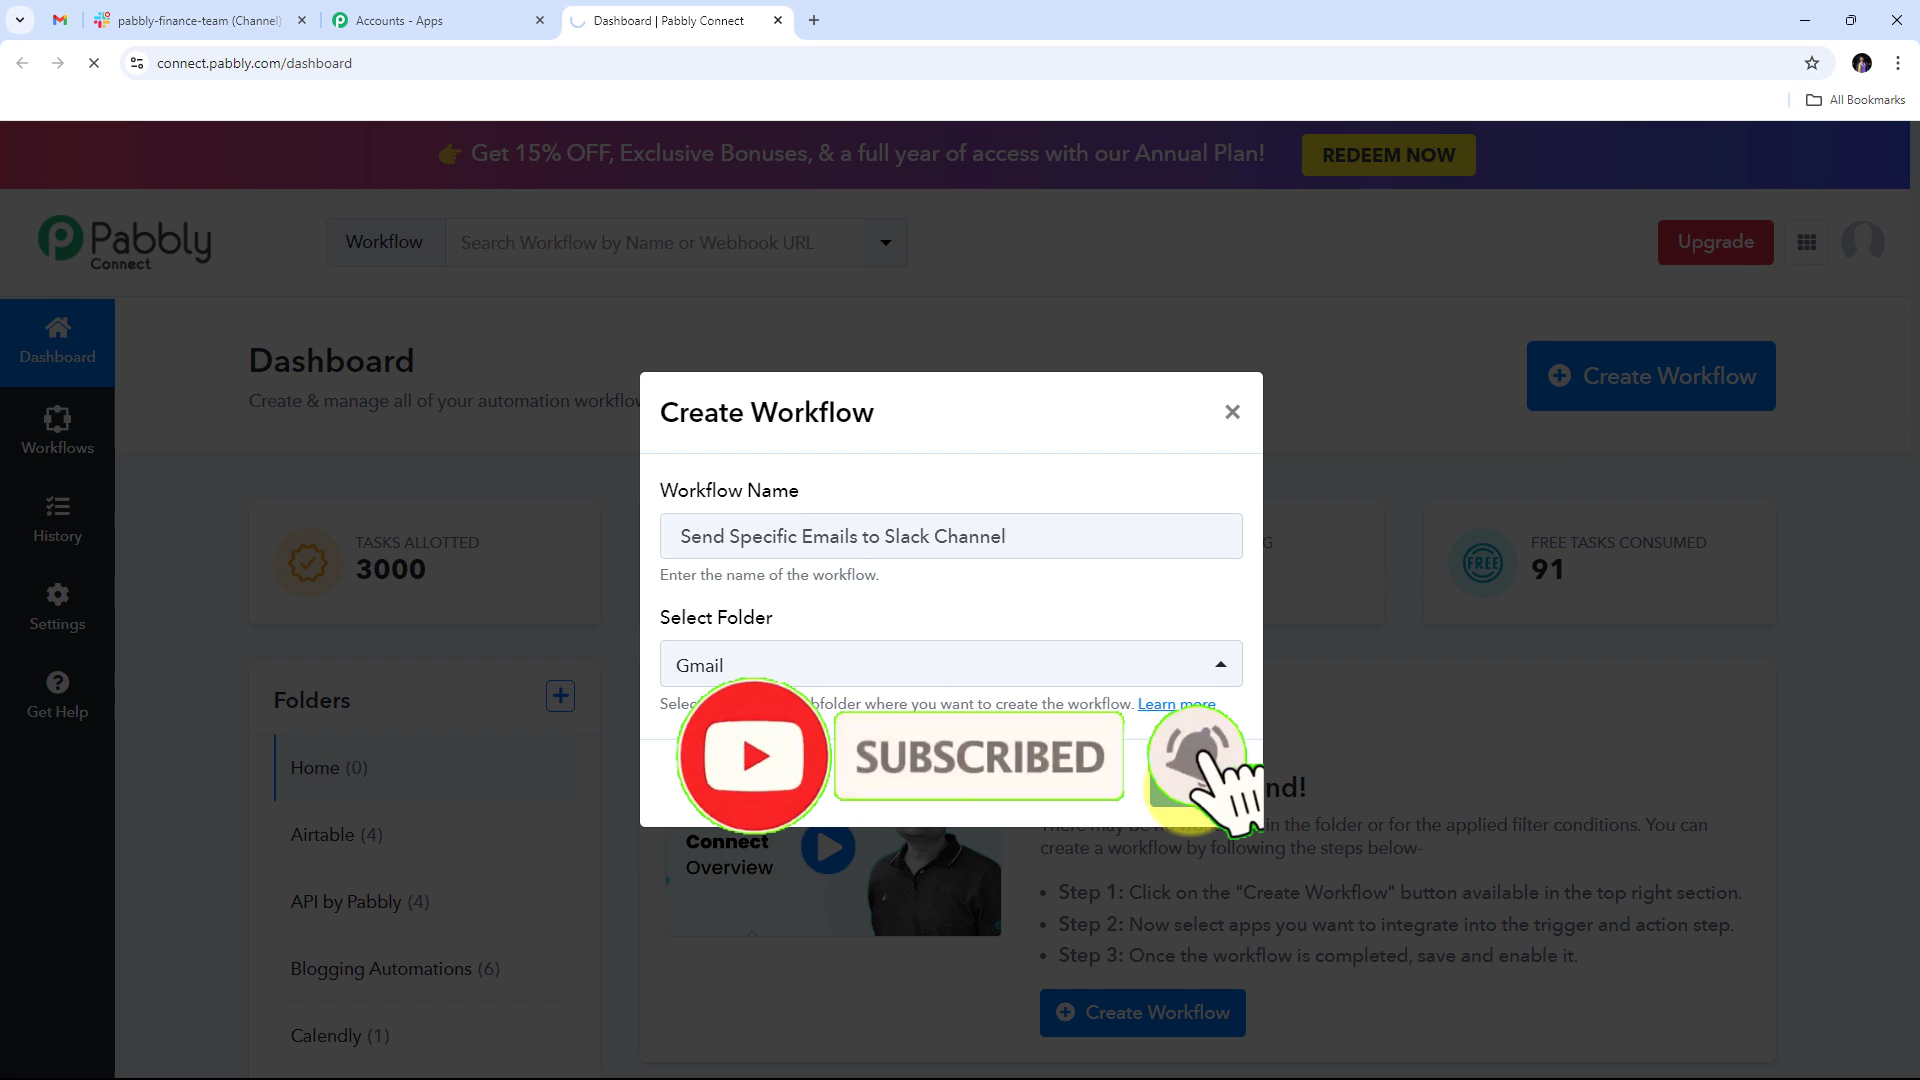 pabbly-finance-team (Channel)
Accounts - Apps
Dashboard | Pabbly Connect
connect.pabbly.com/dashboard
All Bookmarks
Get 15% OFF, Exclusive Bonuses, & a full year of access with our Annual Plan!
REDEEM NOW
Pabbly
Connect
Workflow
Search Workflow by Name or Webhook URL
Upgrade
Dashboard
Workflows
History
Settings
Get Help
Dashboard
Create & manage all of your automation
Create Workflow
TASKS ALLOTTED
3000
FREE TASKS CONSUMED
FREE
91
Create Workflow
Workflow Name
Send Specific Emails to Slack Channel
Enter the name of the workflow.
Select Folder
Gmail
where you want to create the workflow. Learn more
SUBSCRIBED
Folders
Home (0)
Airtable (4)
API by Pabbly (4)
Blogging Automations (6)
Calendly (1)
Connect
Overview
in the folder or for the applied filter conditions. You can
create a workflow by following the steps below-
• Step 1: Click on the "Create Workflow" button available in the top right section.
• Step 2: Now select apps you want to integrate into the trigger and action step.
• Step 3: Once the workflow is completed, save and enable it.
Create Workflow